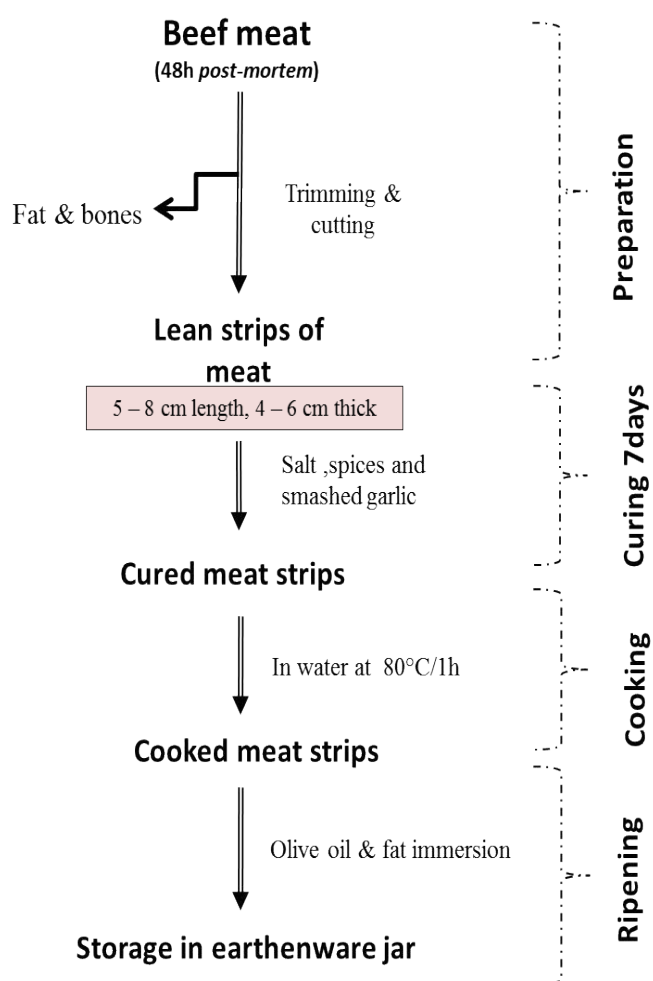 Beef meat
(48h post-mortem)
Fat & bones
Trimming &
cutting
Preparation
Lean strips of
meat
5 – 8 cm length, 4 – 6 cm thick
Salt ,spices and
smashed garlic
Curing 7days
Cured meat strips
In water at 80°C/1h
Cooking
Cooked meat strips
Olive oil & fat immersion
Ripening
Storage in earthenware jar